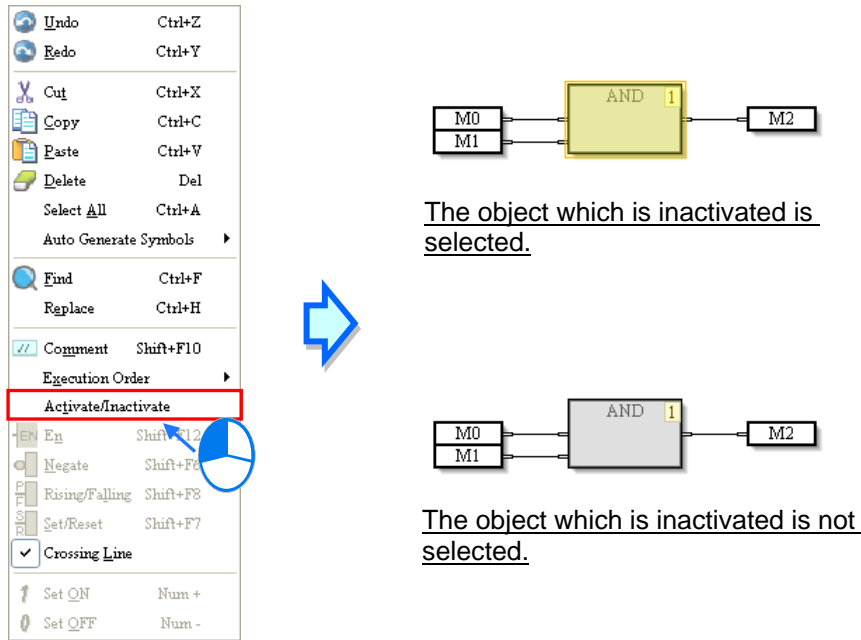 Undo Ctrl+Z
Redo Ctrl+Y
Cut Ctrl+X
Copy Ctrl+C
Paste Ctrl+V
Delete Del
Select All Ctrl+A
Auto Generate Symbols
Find Ctrl+F
Replace Ctrl+H
// Comment Shift+F10
Execution Order
Activate/Inactivate
EN En Shift+F12
Negate Shift+F6
P F Rising/Falling Shift+F8
S R Set/Reset Shift+F7
Crossing Line
1 Set ON Num +
0 Set OFF Num -
AND 1
M0 M2
M1
The object which is inactivated is
selected.
AND 1
M0 M2
M1
The object which is inactivated is not
selected.